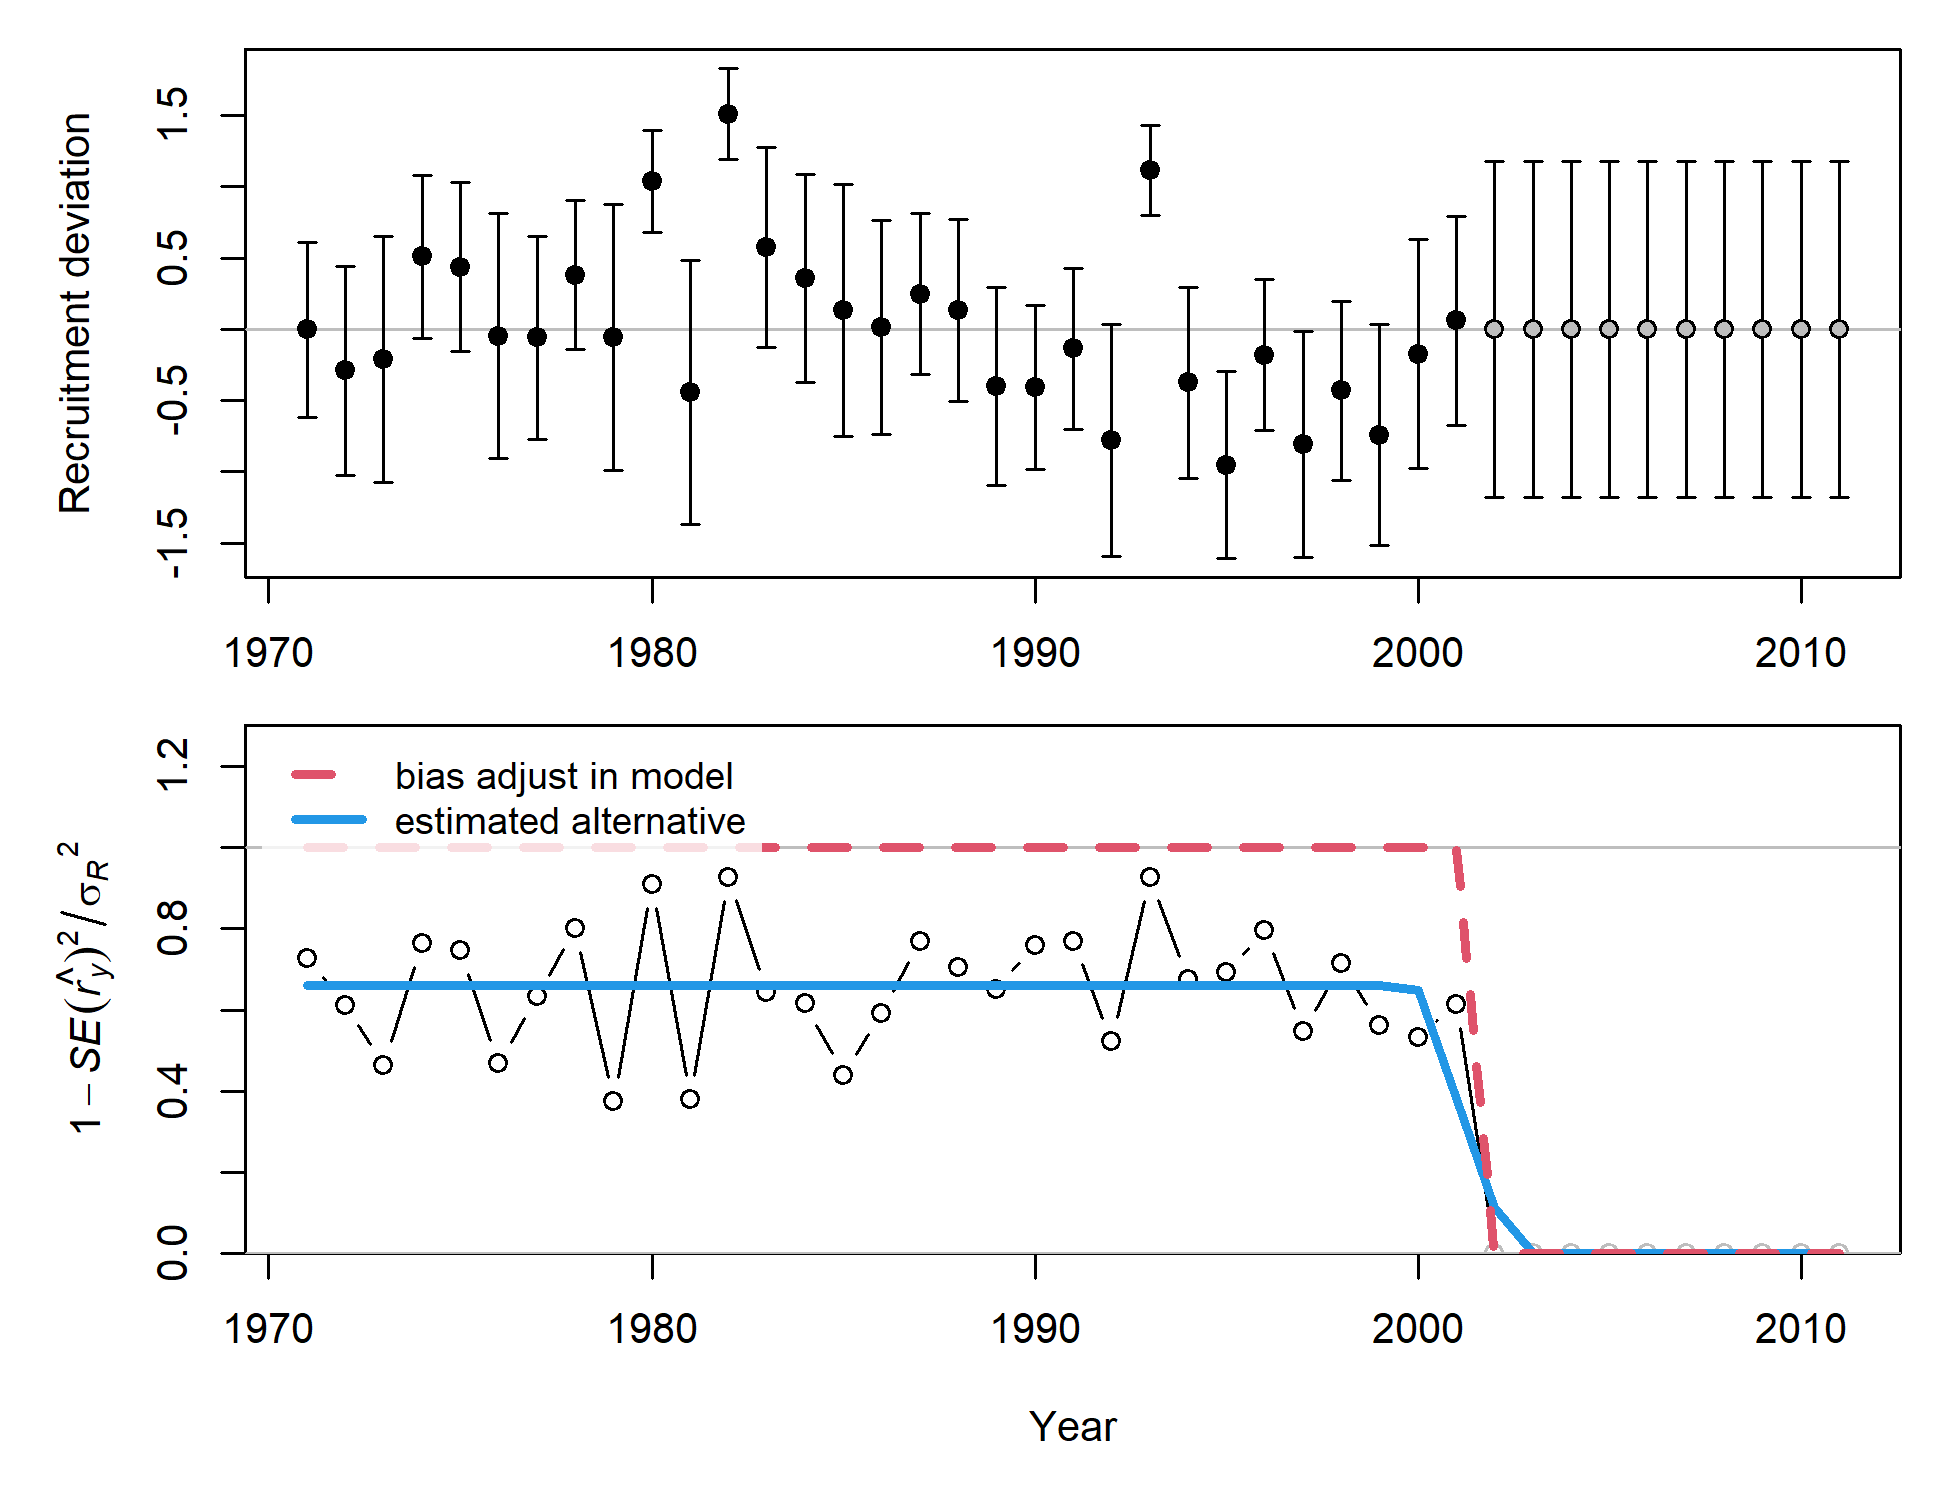 Recruitment deviation
1.5
0.5
-0.5
-1.5
1970 1980 1990 2000 2010
bias adjust in model
estimated alternative
1 − SE(r̂_y)² / σ_R²
1.2
0.8
0.4
0.0
1970 1980 1990 2000 2010
Year